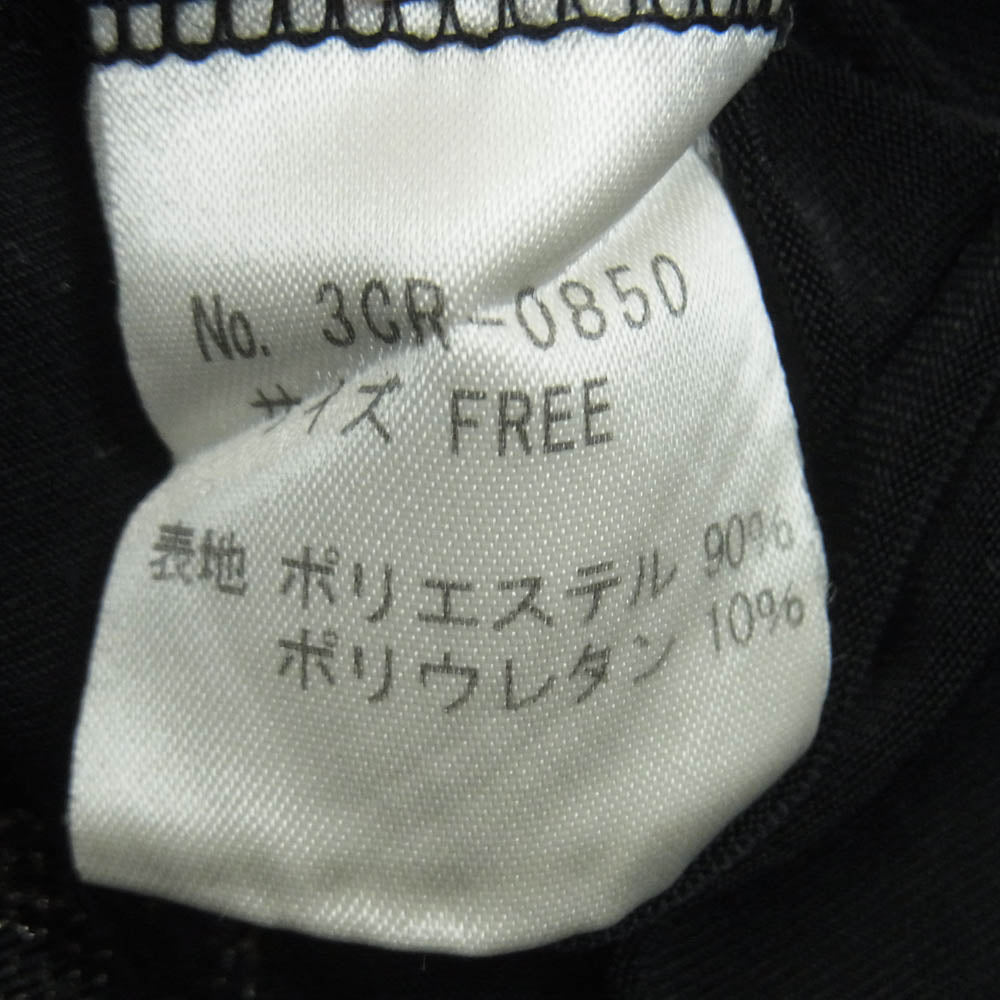 No. 3CR-0850
サイズ FREE
表地 ポリエステル 90%
ポリウレタン 10%